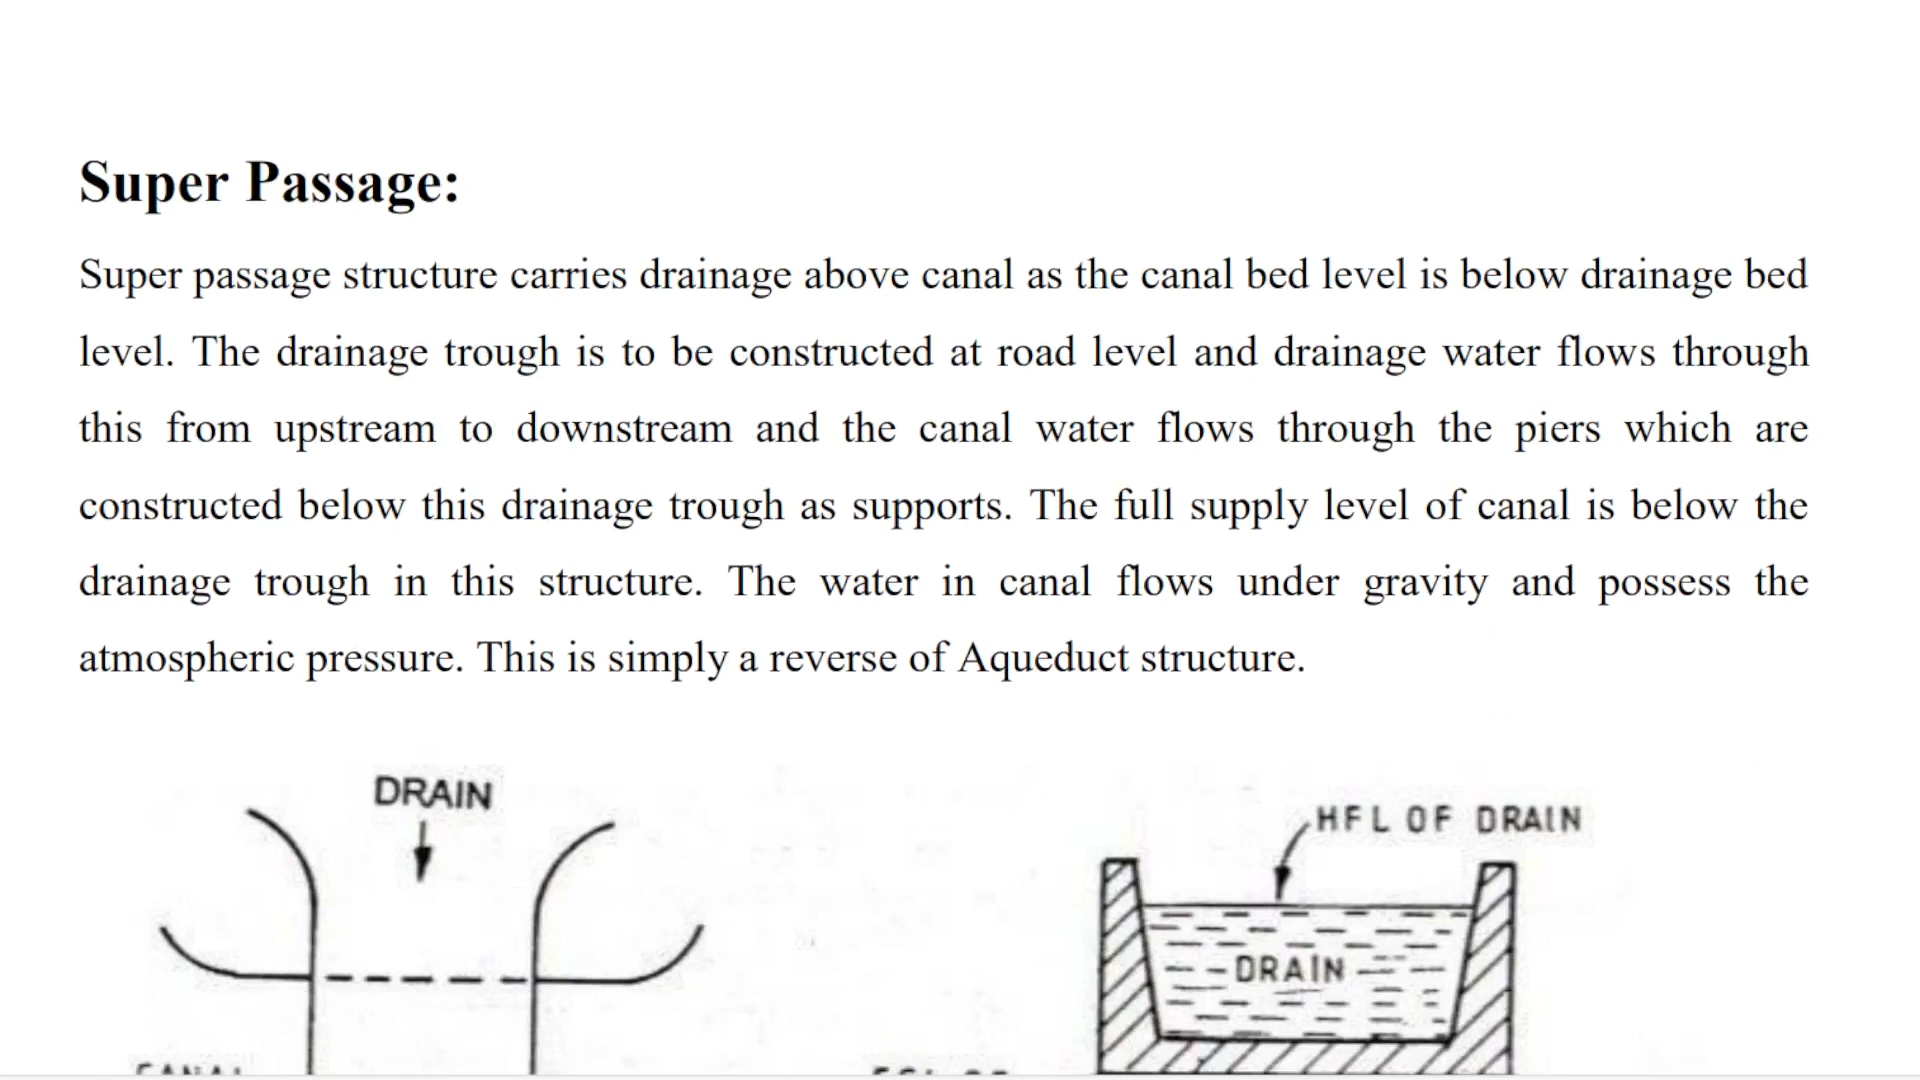 Super Passage:
Super passage structure carries drainage above canal as the canal bed level is below drainage bed
level. The drainage trough is to be constructed at road level and drainage water flows through
this from upstream to downstream and the canal water flows through the piers which are
constructed below this drainage trough as supports. The full supply level of canal is below the
drainage trough in this structure. The water in canal flows under gravity and possess the
atmospheric pressure. This is simply a reverse of Aqueduct structure.
DRAIN
HFL OF DRAIN
DRAIN